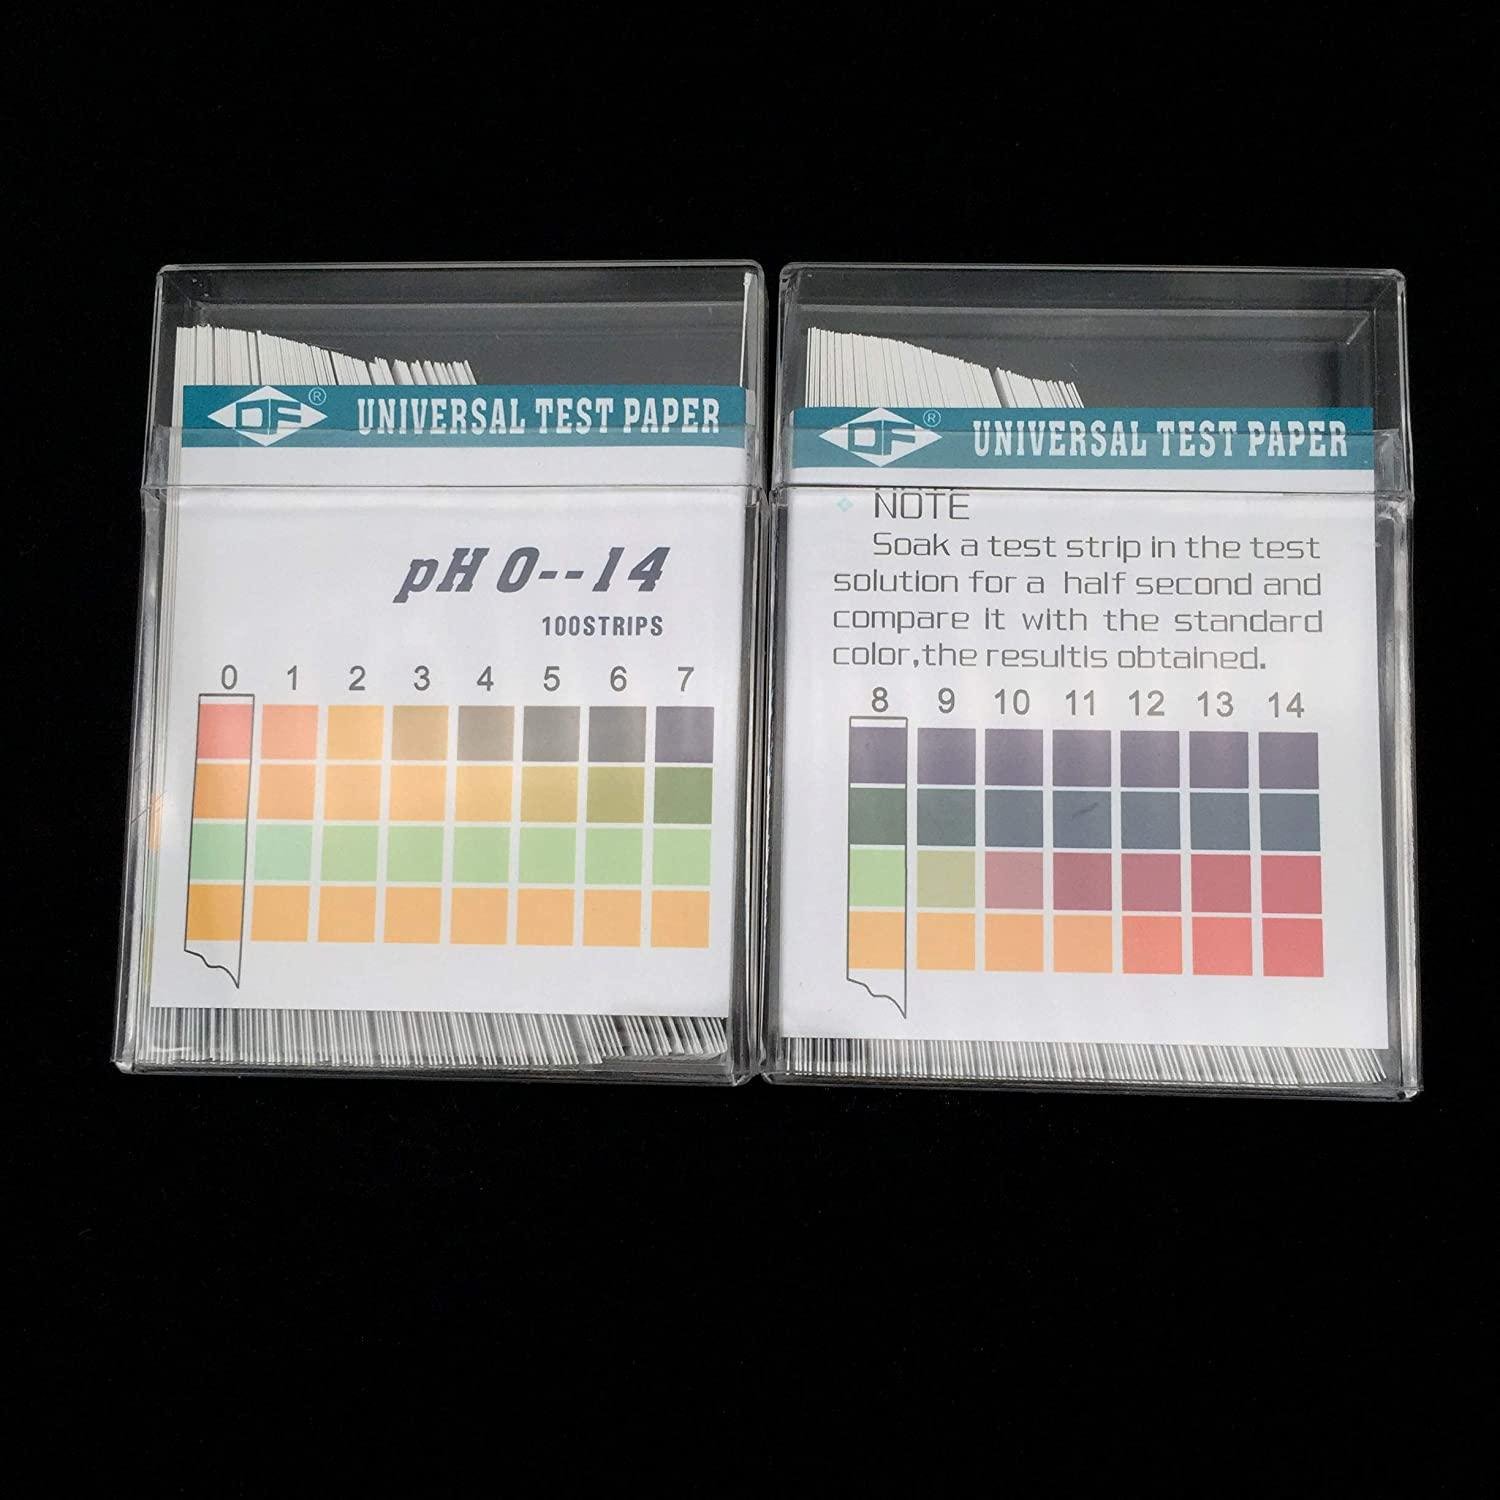 DF ® UNIVERSAL TEST PAPER
pH 0--14
100STRIPS
0 1 2 3 4 5 6 7
DF ® UNIVERSAL TEST PAPER
NOTE
Soak a test strip in the test
solution for a half second and
compare it with the standard
color,the resultis obtained.
8 9 10 11 12 13 14